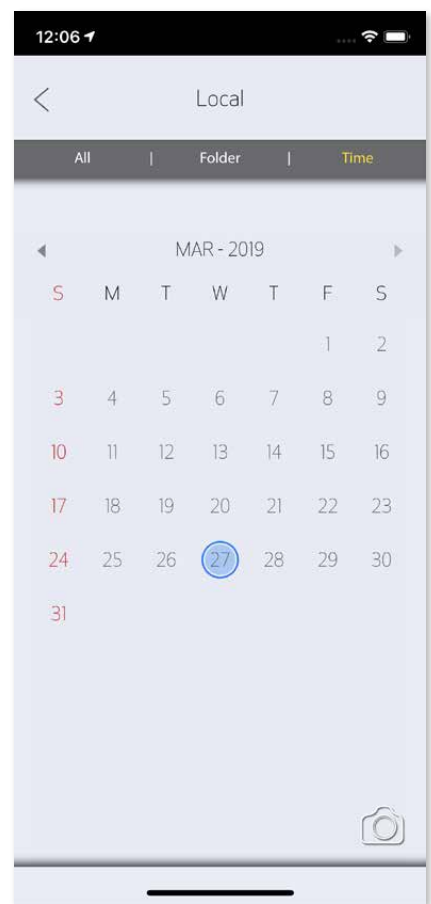 12:06
Local
All | Folder | Time
MAR - 2019
S M T W T F S
1 2
3 4 5 6 7 8 9
10 11 12 13 14 15 16
17 18 19 20 21 22 23
24 25 26 27 28 29 30
31